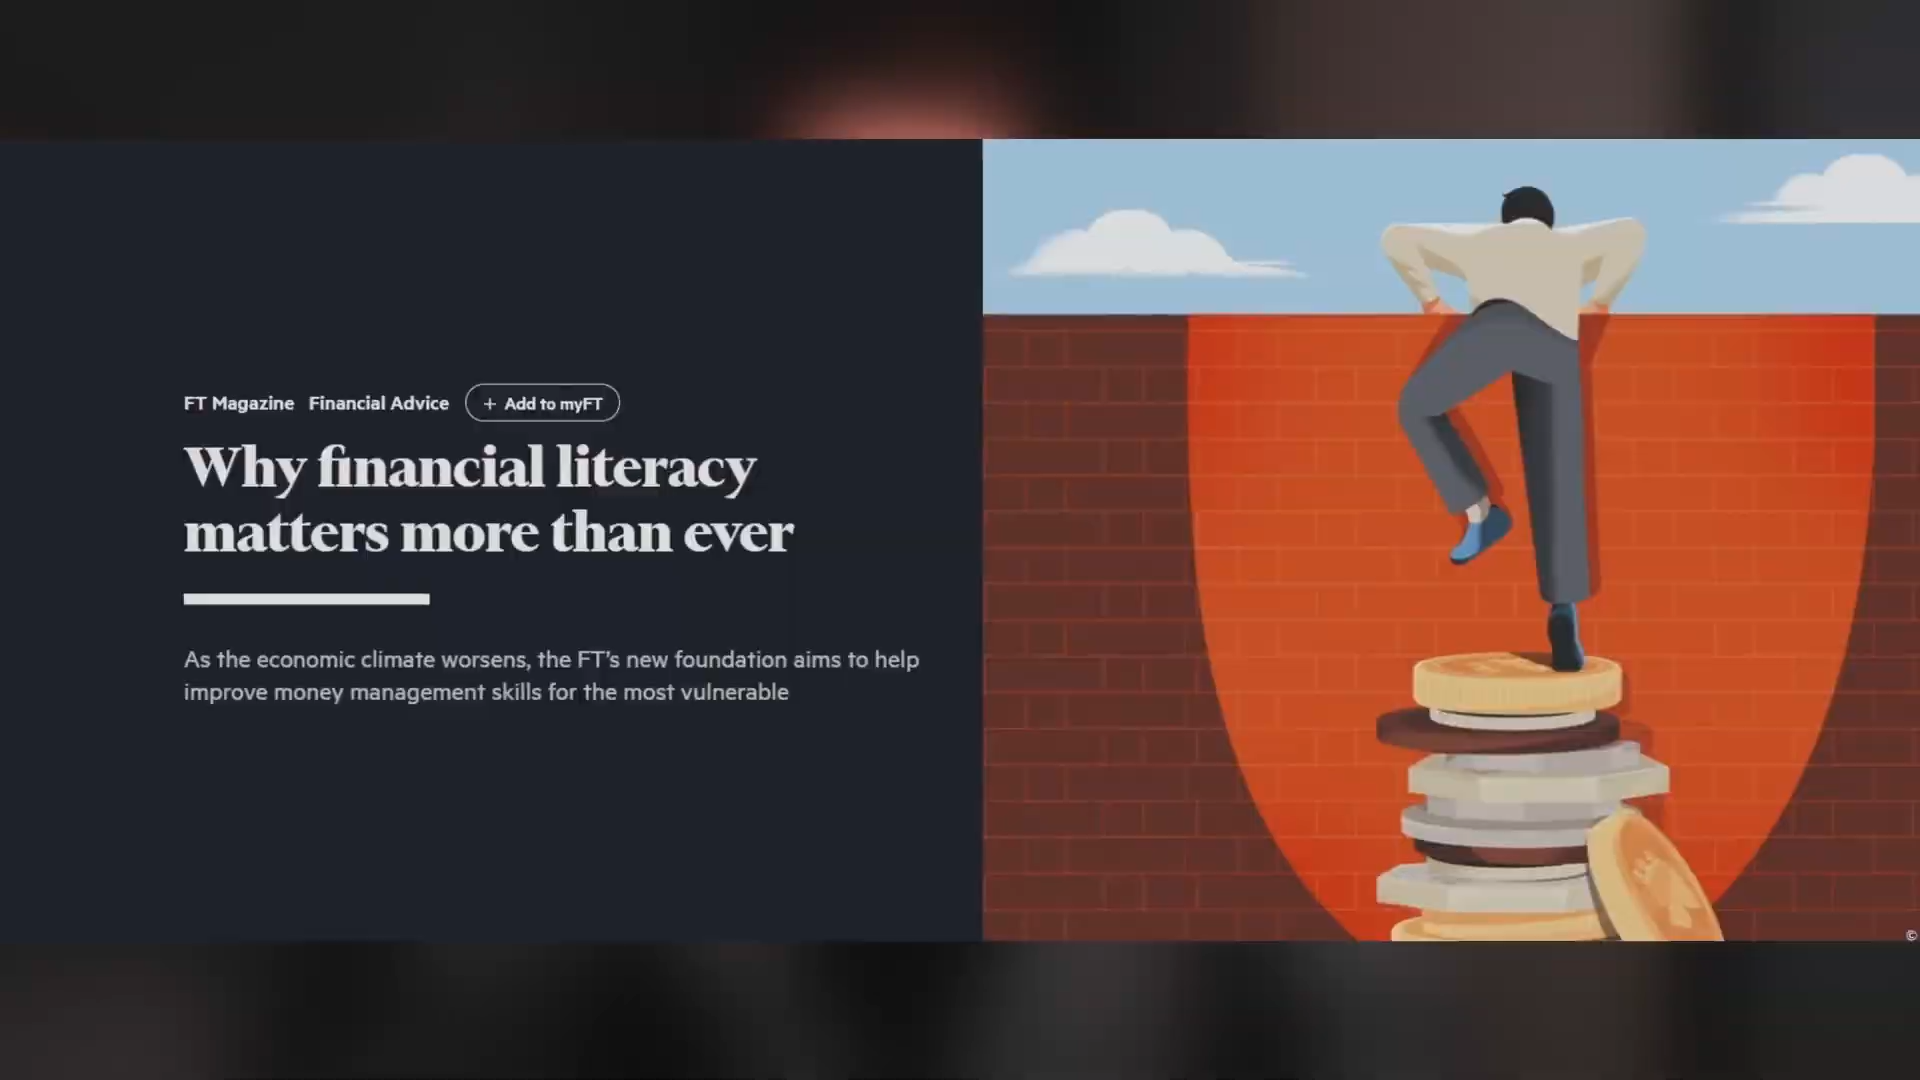 FT Magazine Financial Advice + Add to myFT
Why financial literacy
matters more than ever
As the economic climate worsens, the FT's new foundation aims to help
improve money management skills for the most vulnerable
©